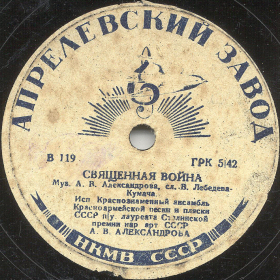 АПРЕЛЕВСКИЙ ЗАВОД
В 119 ГРК 542
СВЯЩЕННАЯ ВОЙНА
Муз. А. В. Александрова, сл. В. Лебедева-
Кумача
Исп Краснознаменный ансамбль
Красноармейской песни и пляски
СССР п/у лауреата Сталинской
премии нар арт СССР
А. В. АЛЕКСАНДРОВА
НКМВ СССР